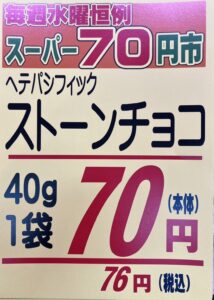 毎週水曜恒例
スーパー70円市
ヘテパシフィック
ストーンチョコ
40g
1袋
70円
(本体)
76円(税込)